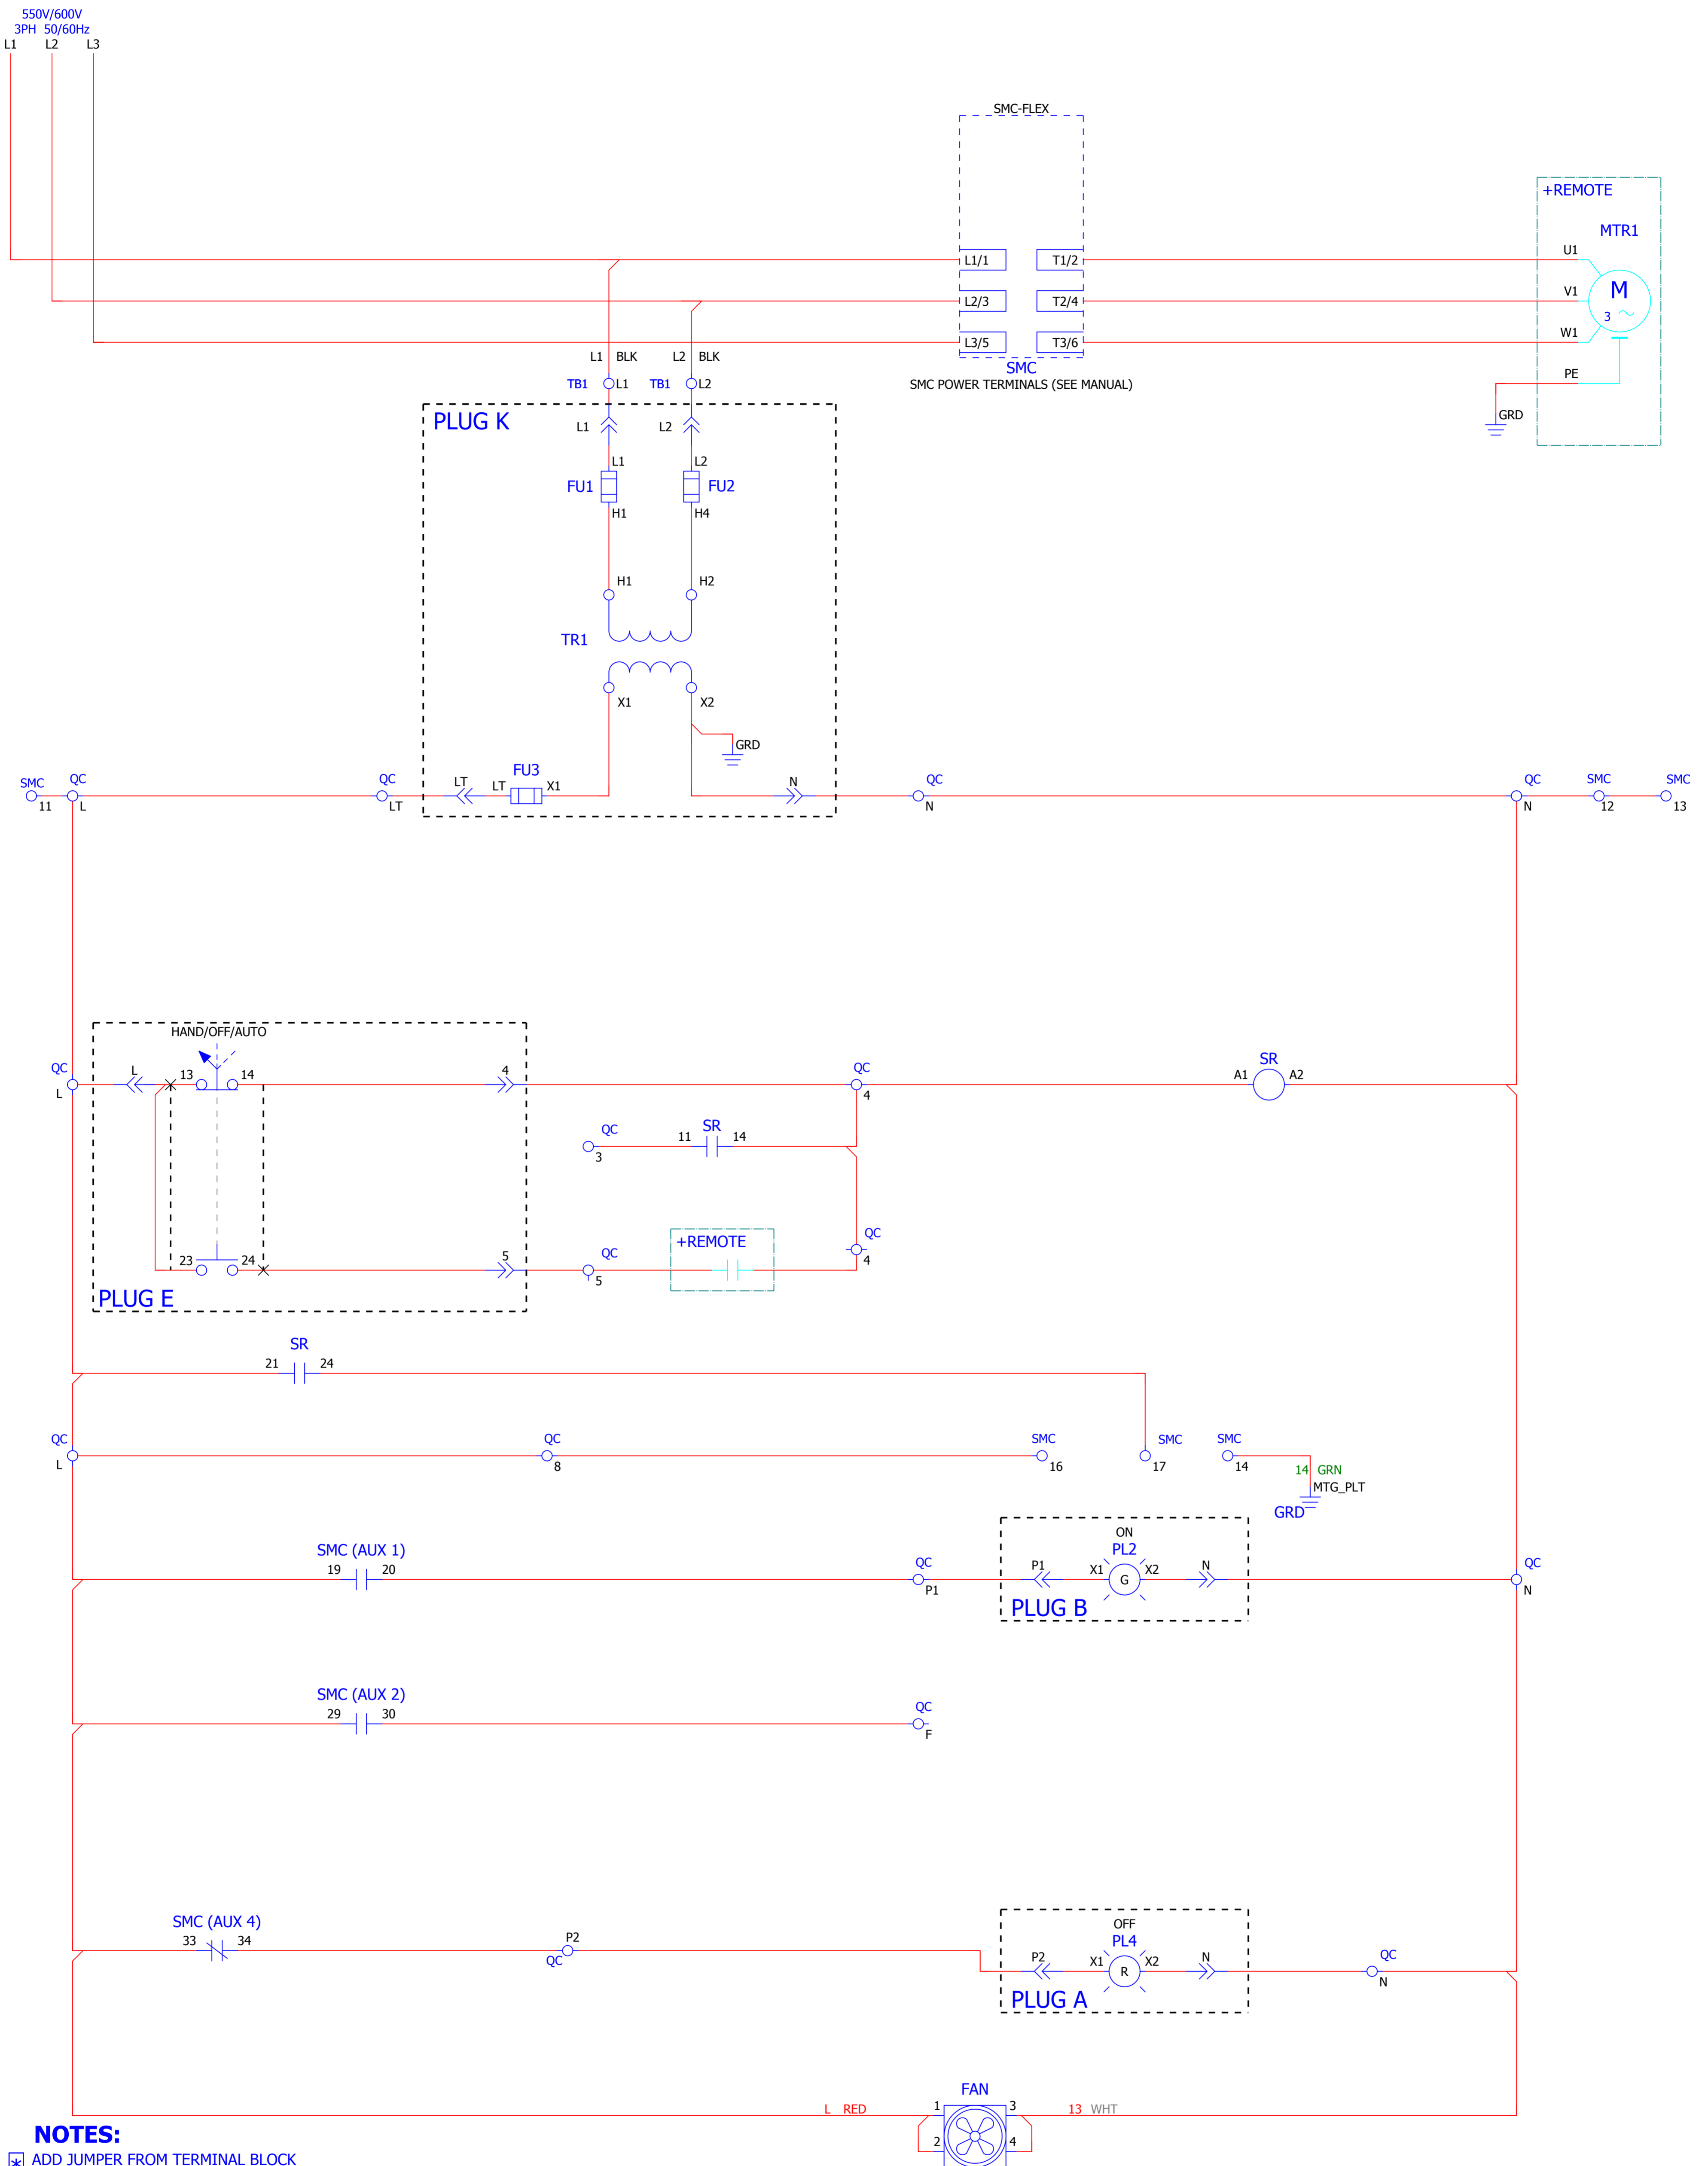 550V/600V
3PH 50/60Hz
L1 L2 L3
SMC-FLEX
+REMOTE
MTR1
L1/1 T1/2 U1
L2/3 T2/4 V1 M
3
L3/5 T3/6 W1
SMC
SMC POWER TERMINALS (SEE MANUAL)
PE
GRD
L1 BLK L2 BLK
TB1 L1 TB1 L2
PLUG K
L1 L2
L1 L2
FU1 FU2
H1 H4
H1 H2
TR1
X1 X2
GRD
SMC QC QC LT LT FU3 X1 N QC QC SMC SMC
11 L LT N N 12 13
HAND/OFF/AUTO
QC L 13 14 4 QC SR
L 4 A1 A2
QC 11 SR 14
3
+REMOTE
23 24 5 QC QC
5 4
PLUG E
SR
21 24
QC QC SMC SMC SMC
L 8 16 17 14
14 GRN
MTG_PLT
GRD
ON
SMC (AUX 1) PL2
19 20 QC P1 X1 G X2 N QC
P1 N
PLUG B
SMC (AUX 2)
29 30 QC
F
OFF
SMC (AUX 4) PL4
33 34 P2 P2 X1 R X2 N QC
QC N
PLUG A
FAN
L RED 1 3 13 WHT
2 4
NOTES:
* ADD JUMPER FROM TERMINAL BLOCK